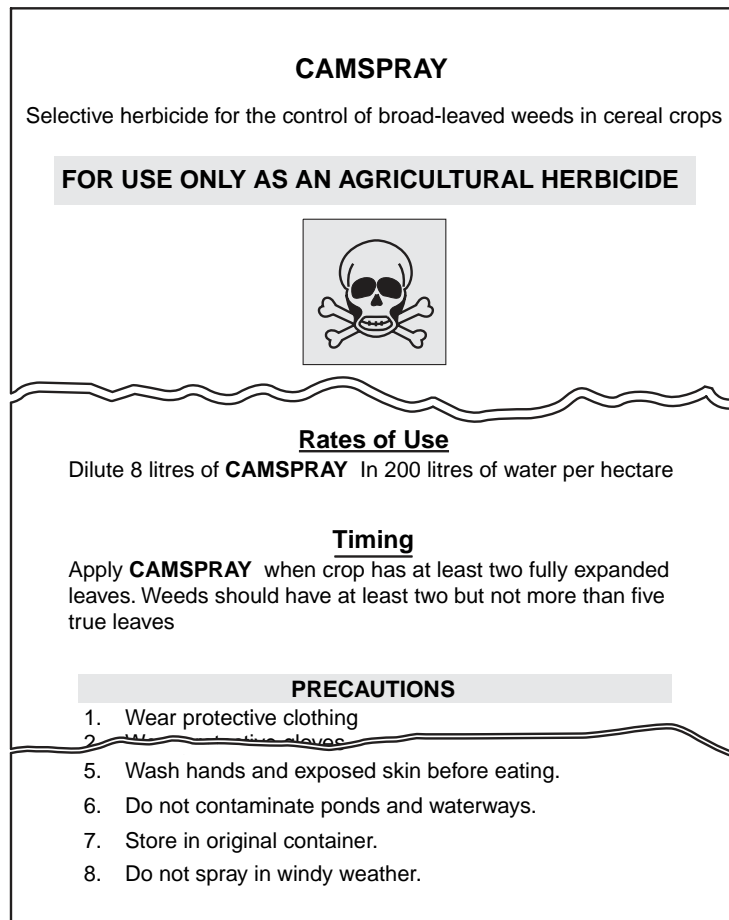 CAMSPRAY
Selective herbicide for the control of broad-leaved weeds in cereal crops
FOR USE ONLY AS AN AGRICULTURAL HERBICIDE
Rates of Use
Dilute 8 litres of CAMSPRAY In 200 litres of water per hectare
Timing
Apply CAMSPRAY when crop has at least two fully expanded
leaves. Weeds should have at least two but not more than five
true leaves
PRECAUTIONS
1. Wear protective clothing
2. Wear protective gloves
5. Wash hands and exposed skin before eating.
6. Do not contaminate ponds and waterways.
7. Store in original container.
8. Do not spray in windy weather.